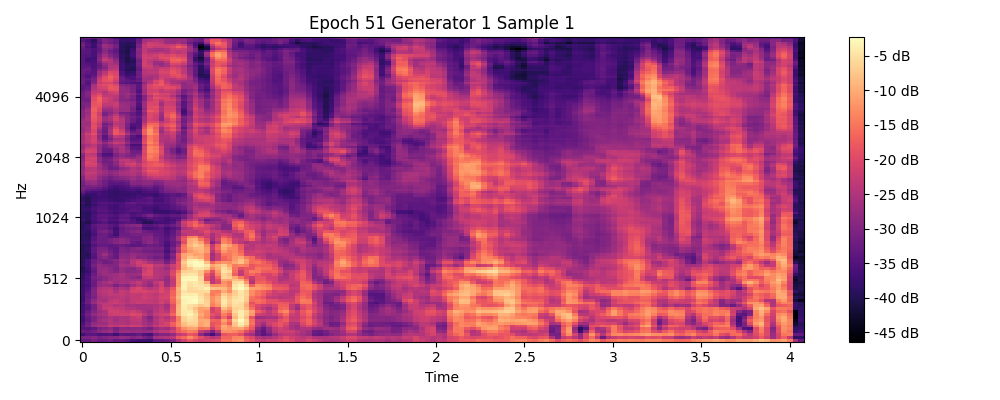 Epoch 51 Generator 1 Sample 1
Hz
4096
2048
1024
512
0
0 0.5 1 1.5 2 2.5 3 3.5 4
Time
-5 dB
-10 dB
-15 dB
-20 dB
-25 dB
-30 dB
-35 dB
-40 dB
-45 dB